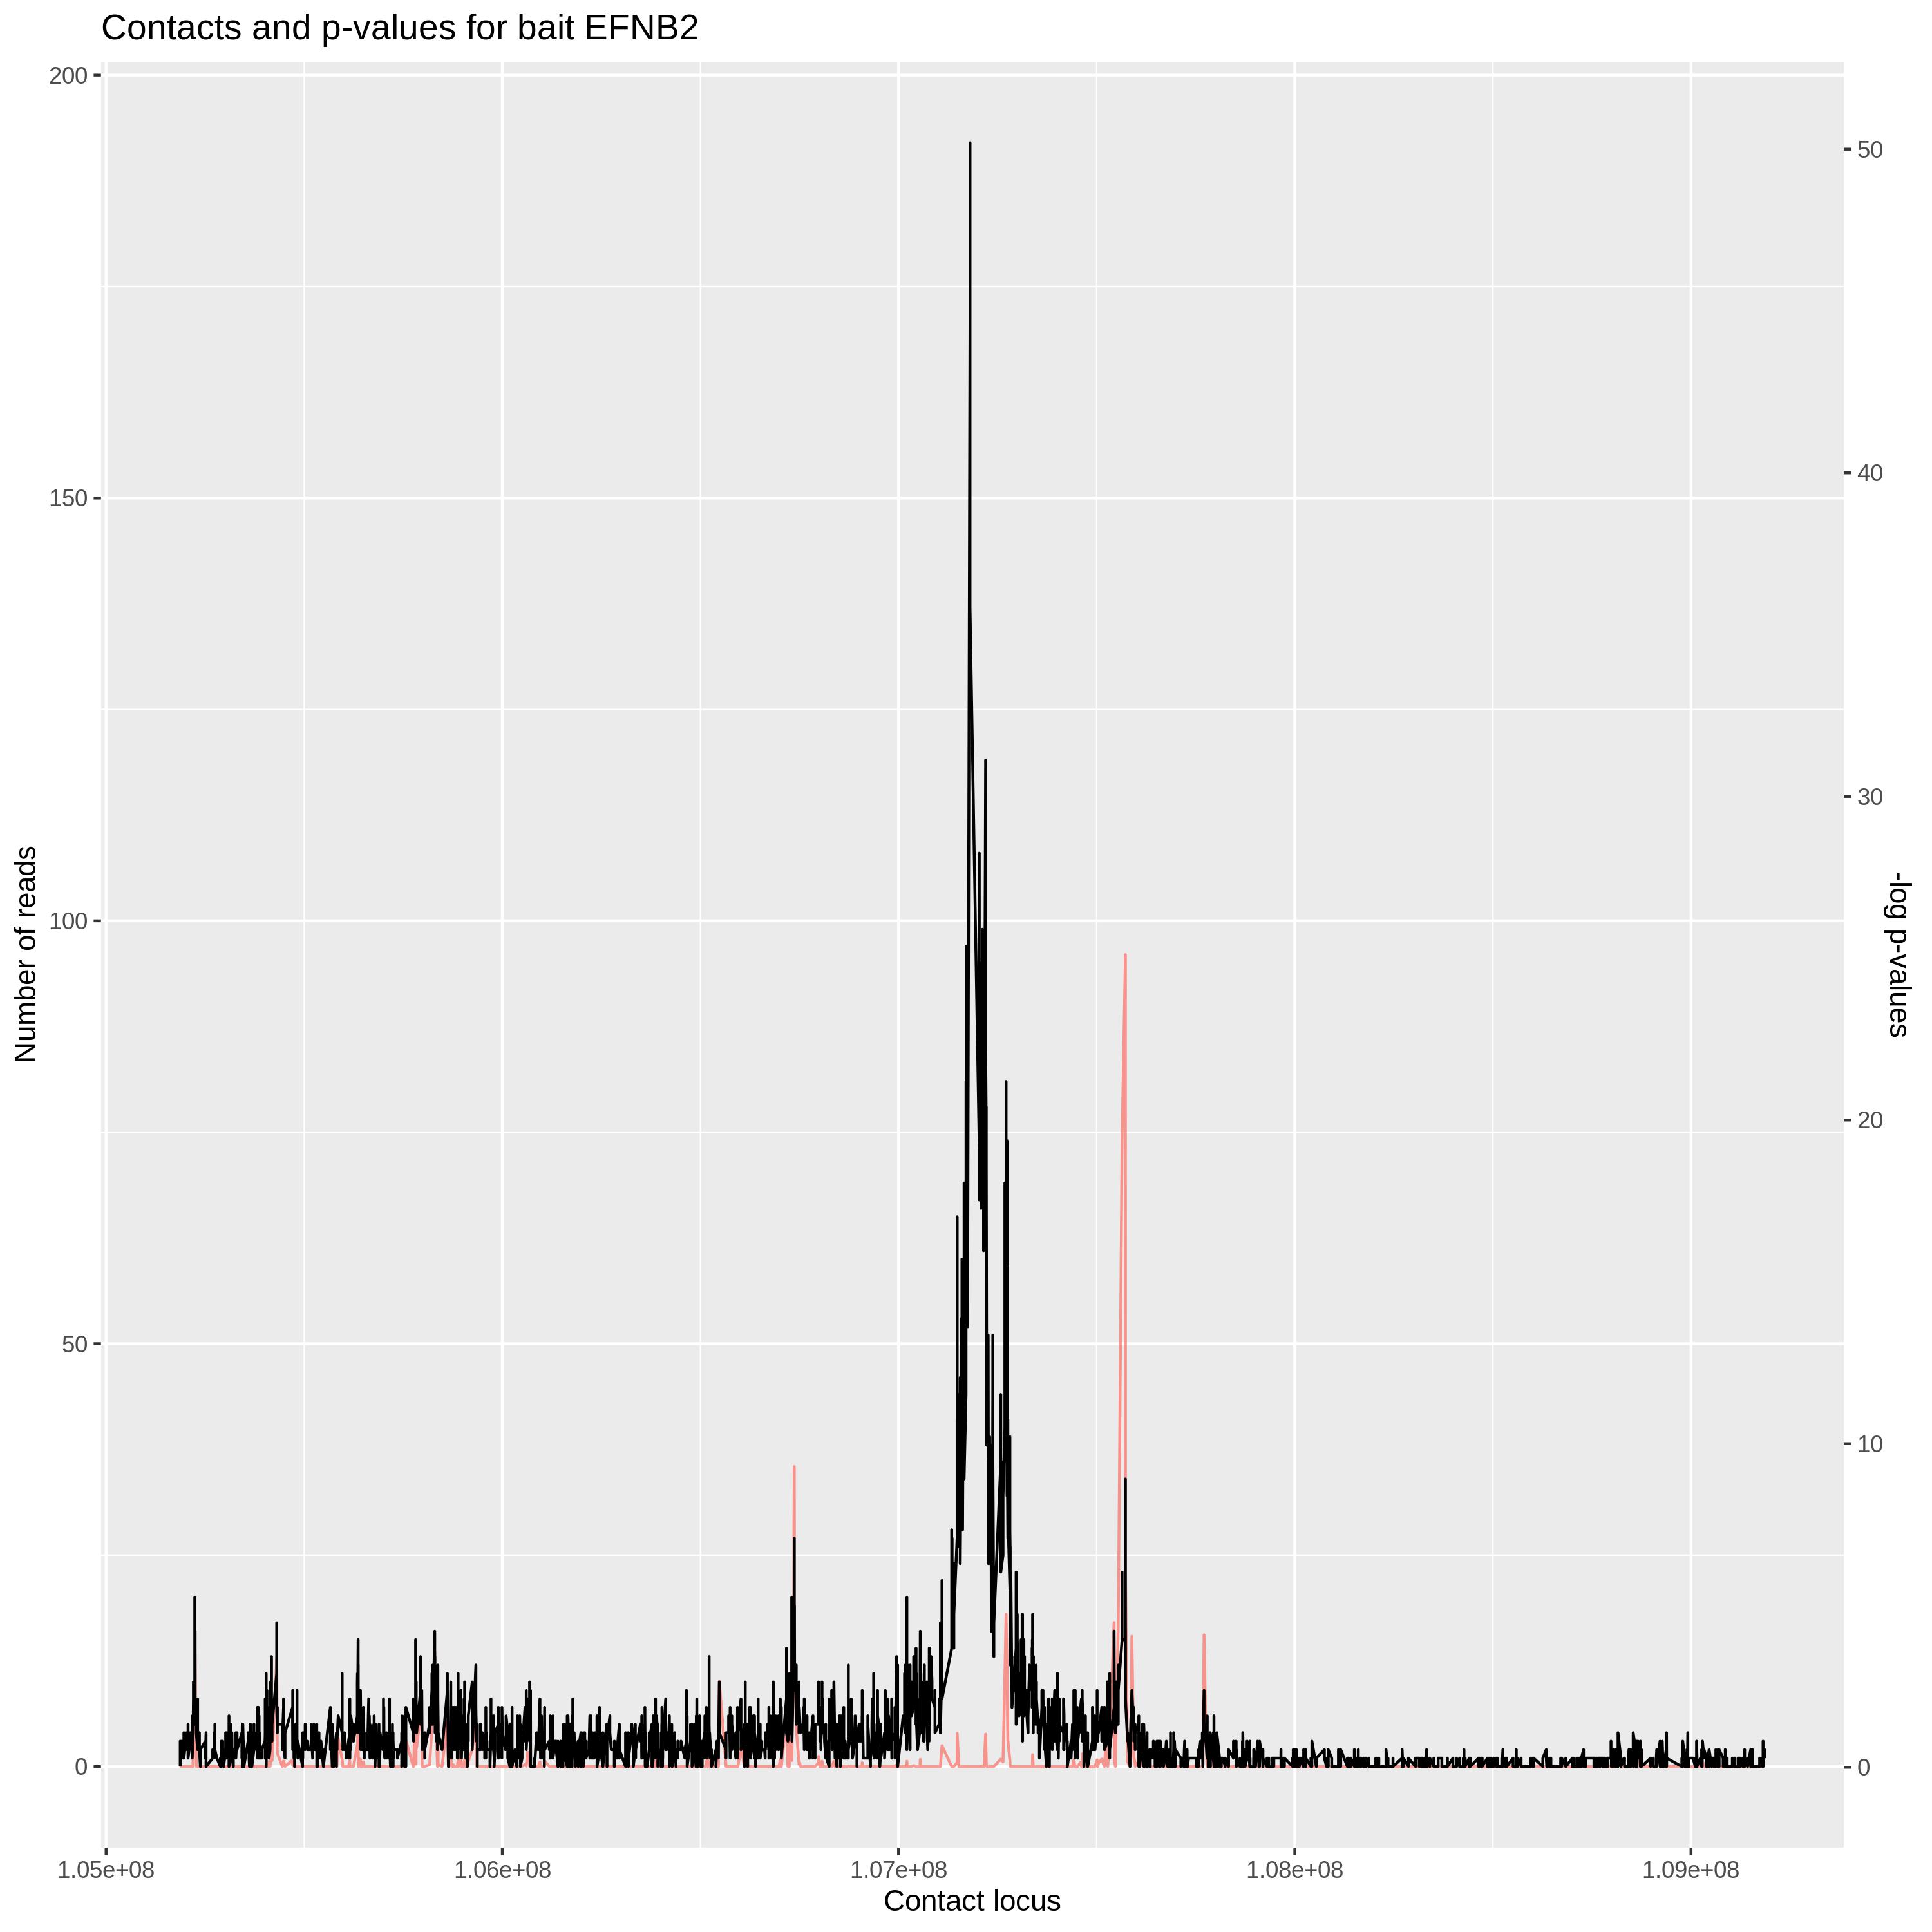 Contacts and p-values for bait EFNB2
200
150
100
50
0
Number of reads
50
40
30
20
10
0
-log p-values
1.05e+08 1.06e+08 1.07e+08 1.08e+08 1.09e+08
Contact locus